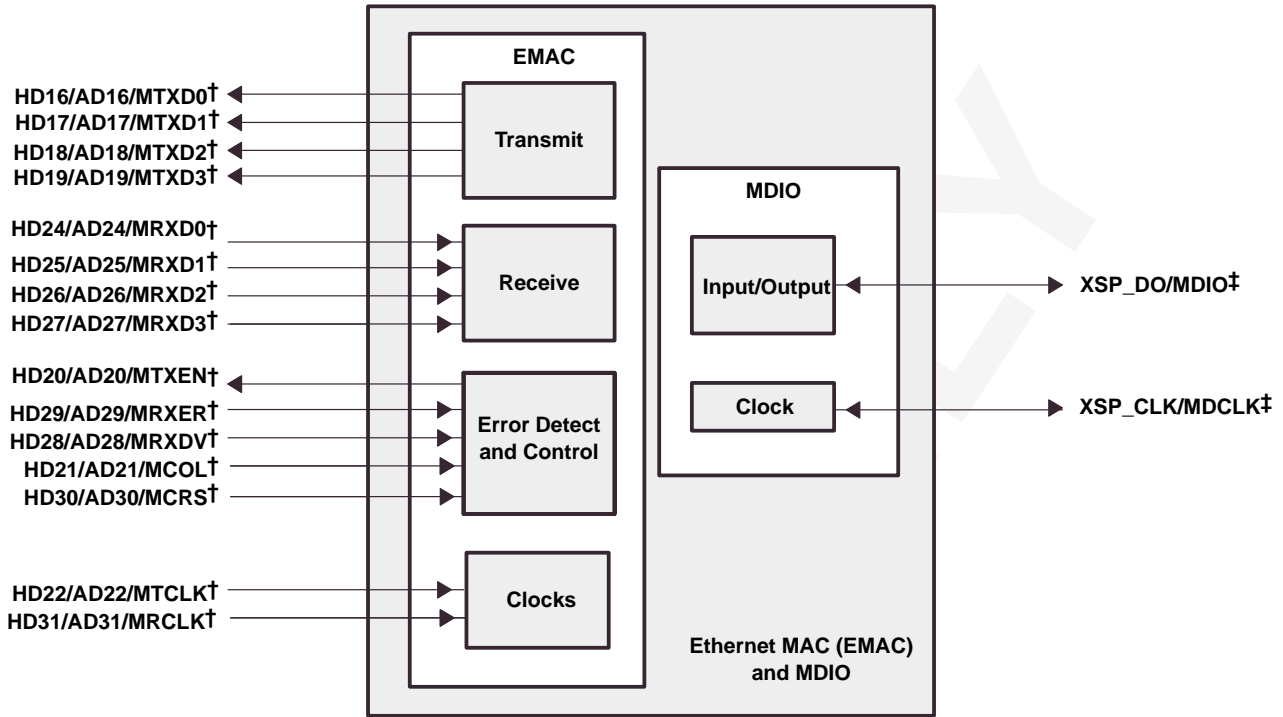 EMAC
HD16/AD16/MTXD0†
HD17/AD17/MTXD1†
HD18/AD18/MTXD2†
HD19/AD19/MTXD3†
Transmit
HD24/AD24/MRXD0†
HD25/AD25/MRXD1†
HD26/AD26/MRXD2†
HD27/AD27/MRXD3†
Receive
HD20/AD20/MTXEN†
HD29/AD29/MRXER†
HD28/AD28/MRXDV†
HD21/AD21/MCOL†
HD30/AD30/MCRS†
Error Detect
and Control
HD22/AD22/MTCLK†
HD31/AD31/MRCLK†
Clocks
MDIO
Input/Output
XSP_DO/MDIO‡
Clock
XSP_CLK/MDCLK‡
Ethernet MAC (EMAC)
and MDIO